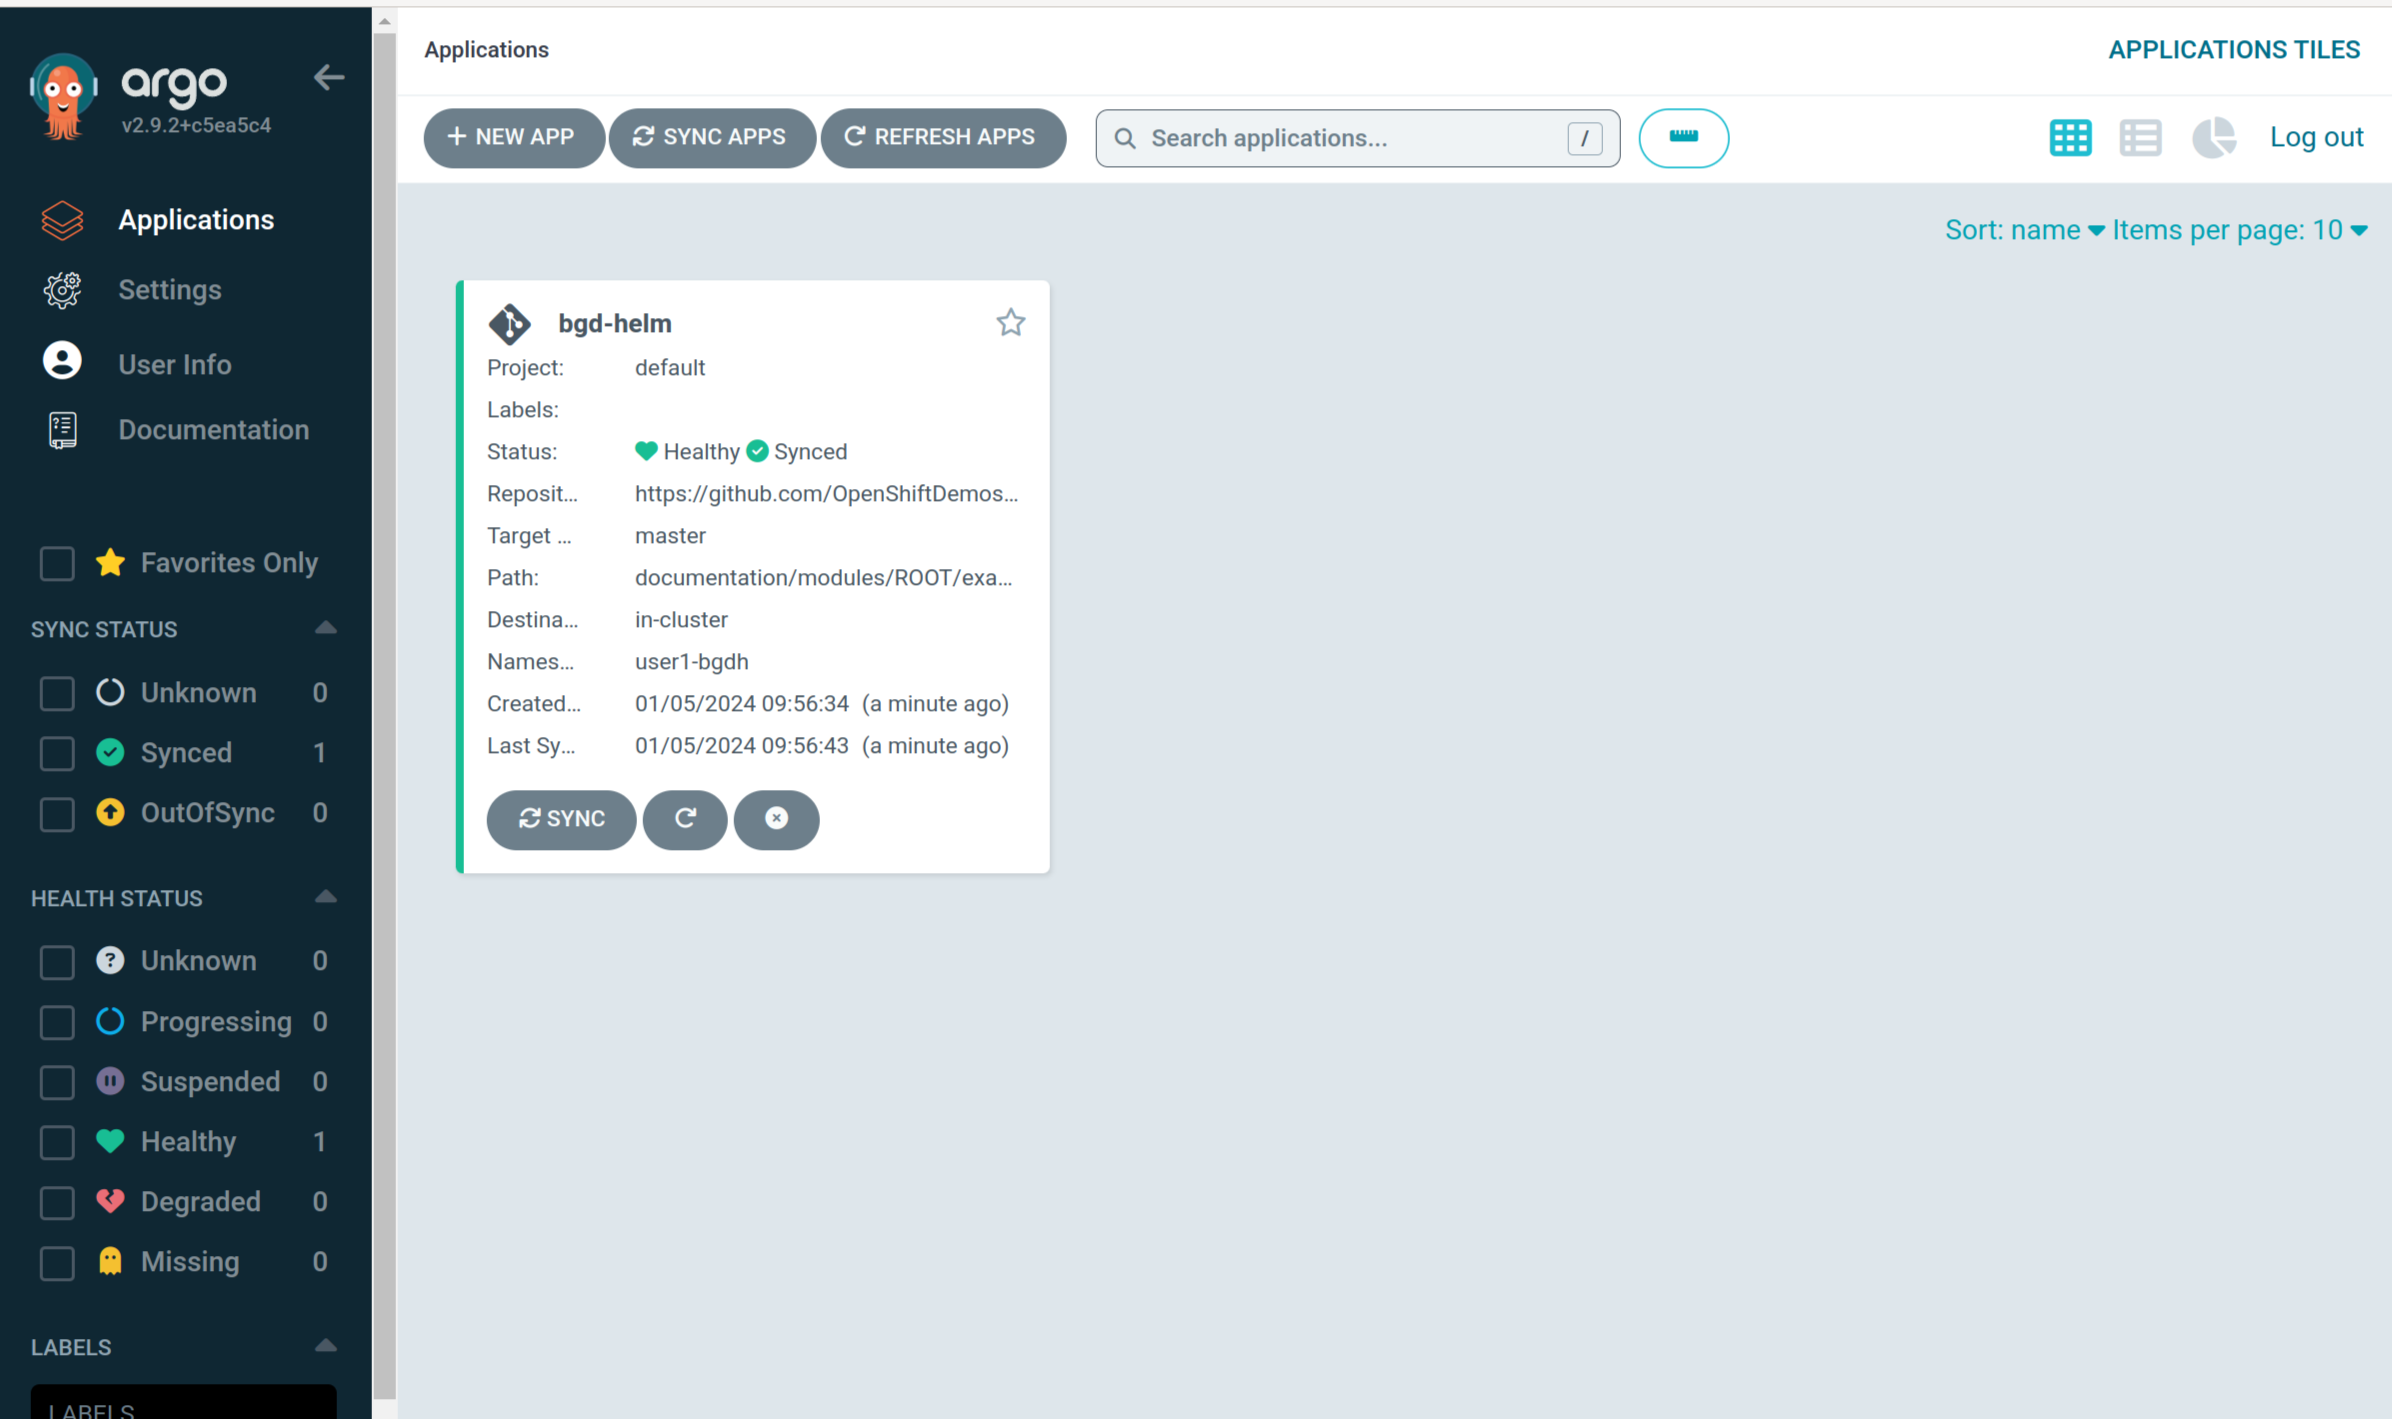 argo
v2.9.2+c5ea5c4
Applications
Settings
User Info
Documentation
Favorites Only
SYNC STATUS
Unknown 0
Synced 1
OutOfSync 0
HEALTH STATUS
Unknown 0
Progressing 0
Suspended 0
Healthy 1
Degraded 0
Missing 0
LABELS
LABELS
Applications
APPLICATIONS TILES
+ NEW APP
SYNC APPS
REFRESH APPS
Search applications...
/
Log out
Sort: name
Items per page: 10
bgd-helm
Project: default
Labels:
Status: Healthy Synced
Reposit... https://github.com/OpenShiftDemos...
Target ... master
Path: documentation/modules/ROOT/exa...
Destina... in-cluster
Names... user1-bgdh
Created... 01/05/2024 09:56:34 (a minute ago)
Last Sy... 01/05/2024 09:56:43 (a minute ago)
SYNC